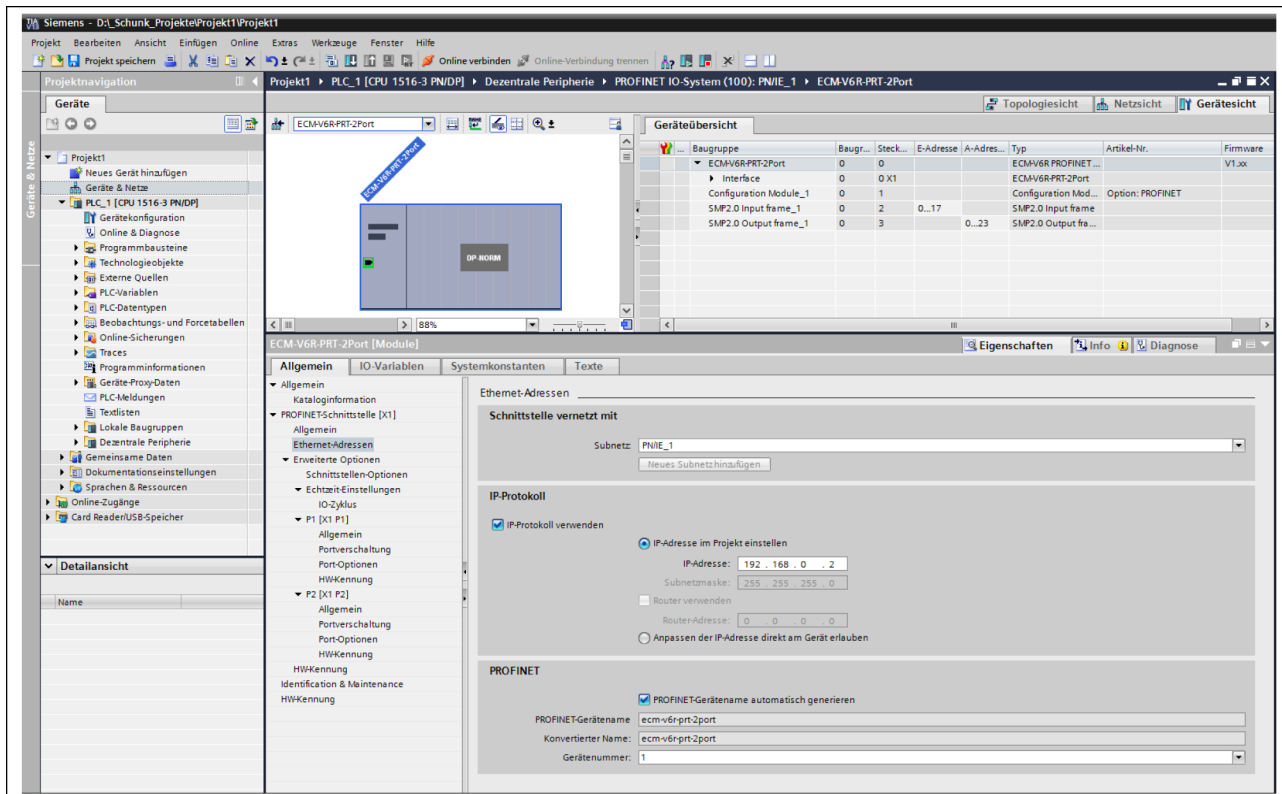 Siemens - D:\_Schunk_Projekte\Projekt1\Projekt1
Projekt Bearbeiten Ansicht Einfügen Online Extras Werkzeuge Fenster Hilfe
Projekt speichern Online verbinden Online-Verbindung trennen
Projektnavigation
Projekt1 PLC_1 [CPU 1516-3 PN/DP] Dezentrale Peripherie PROFINET IO-System (100): PN/IE_1 ECM-V6R-PRT-2Port
Geräte
Topologiesicht Netzsicht Gerätesicht
Geräte & Netze
Projekt1
Neues Gerät hinzufügen
Geräte & Netze
PLC_1 [CPU 1516-3 PN/DP]
Gerätekonfiguration
Online & Diagnose
Programmbausteine
Technologieobjekte
Externe Quellen
PLC-Variablen
PLC-Datentypen
Beobachtungs- und Forcetabellen
Online-Sicherungen
Traces
Programminformationen
Geräte-Proxy-Daten
PLC-Meldungen
Textlisten
Lokale Baugruppen
Dezentrale Peripherie
Gemeinsame Daten
Dokumentationseinstellungen
Sprachen & Ressourcen
Online-Zugänge
Card Reader/USB-Speicher
Detailansicht
Name
ECM-V6R-PRT-2Port
ECM-V6R-PRT-2Port
DP-NORM
88%
Geräteübersicht
... Baugruppe Baugr... Steck... E-Adresse A-Adres... Typ Artikel-Nr. Firmware
ECM-V6R-PRT-2Port 0 0 ECM-V6R PROFINET ... V1.xx
Interface 0 0 X1 ECM-V6R-PRT-2Port
Configuration Module_1 0 1 Configuration Mod... Option: PROFINET
SMP2.0 Input frame_1 0 2 0...17 SMP2.0 Input frame
SMP2.0 Output frame_1 0 3 0...23 SMP2.0 Output fra...
ECM-V6R-PRT-2Port [Module]
Eigenschaften Info Diagnose
Allgemein IO-Variablen Systemkonstanten Texte
Allgemein
Kataloginformation
PROFINET-Schnittstelle [X1]
Allgemein
Ethernet-Adressen
Erweiterte Optionen
Schnittstellen-Optionen
Echtzeit-Einstellungen
IO-Zyklus
P1 [X1 P1]
Allgemein
Portverschaltung
Port-Optionen
HW-Kennung
P2 [X1 P2]
Allgemein
Portverschaltung
Port-Optionen
HW-Kennung
HW-Kennung
Identification & Maintenance
HW-Kennung
Ethernet-Adressen
Schnittstelle vernetzt mit
Subnetz: PN/IE_1
Neues Subnetz hinzufügen
IP-Protokoll
IP-Protokoll verwenden
IP-Adresse im Projekt einstellen
IP-Adresse: 192 . 168 . 0 . 2
Subnetzmaske: 255 . 255 . 255 . 0
Router verwenden
Router-Adresse: 0 . 0 . 0 . 0
Anpassen der IP-Adresse direkt am Gerät erlauben
PROFINET
PROFINET-Gerätename automatisch generieren
PROFINET-Gerätename ecm-v6r-prt-2port
Konvertierter Name: ecm-v6r-prt-2port
Gerätenummer: 1